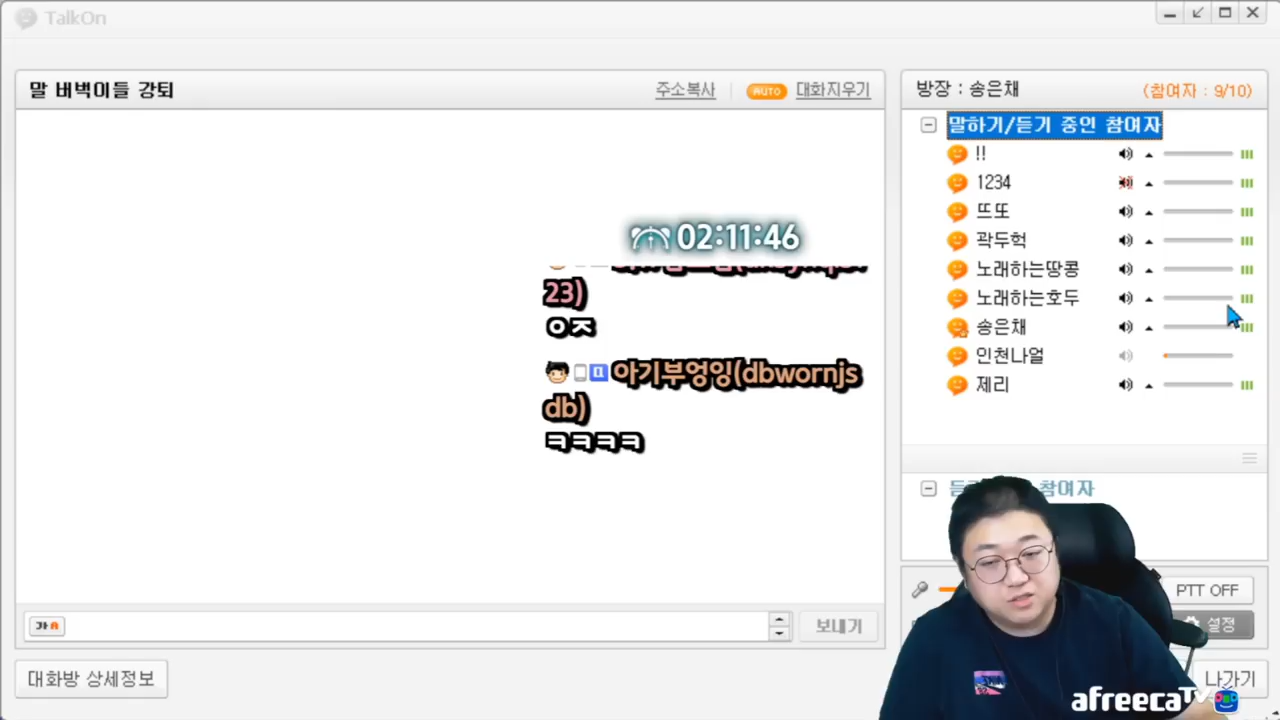 TalkOn
말 버벅이들 강퇴
주소복사
AUTO 대화지우기
방장 : 송은채
(참여자 : 9/10)
말하기/듣기 중인 참여자
!!
1234
뜨또
곽두헉
노래하는땅콩
노래하는호두
송은채
인천나얼
제리
02:11:46
23)
ㅇㅈ
아기부엉잉(dbwornjs
db)
ㅋㅋㅋㅋ
참여자
PTT OFF
설정
가
보내기
대화방 상세정보
나가기
afreecaTV